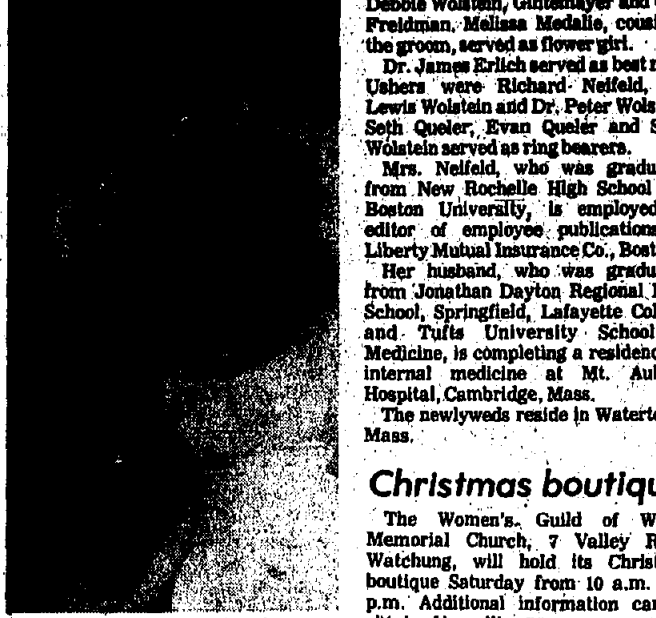 Debbie Wolstein,
Freidman. Melissa Medalie, cousi
the groom, served as flower girl.
Dr. James Erlich served as best
Ushers were Richard Neifeld,
Lewis Wolstein and Dr. Peter Wols
Seth Queler, Evan Queler and S
Wolstein served as ring bearers.
Mrs. Neifeld, who was gradu
from New Rochelle High School
Boston University, is employed
editor of employee publications
Liberty Mutual Insurance Co., Bost
Her husband, who was gradu
from Jonathan Dayton Regional
School, Springfield, Lafayette Col
and Tufts University School
Medicine, is completing a residenc
internal medicine at Mt. Au
Hospital, Cambridge, Mass.
The newlyweds reside in Waterto
Mass.
Christmas boutiqu
The Women's Guild of W
Memorial Church, 7 Valley R
Watchung, will hold its Christ
boutique Saturday from 10 a.m.
p.m. Additional information can